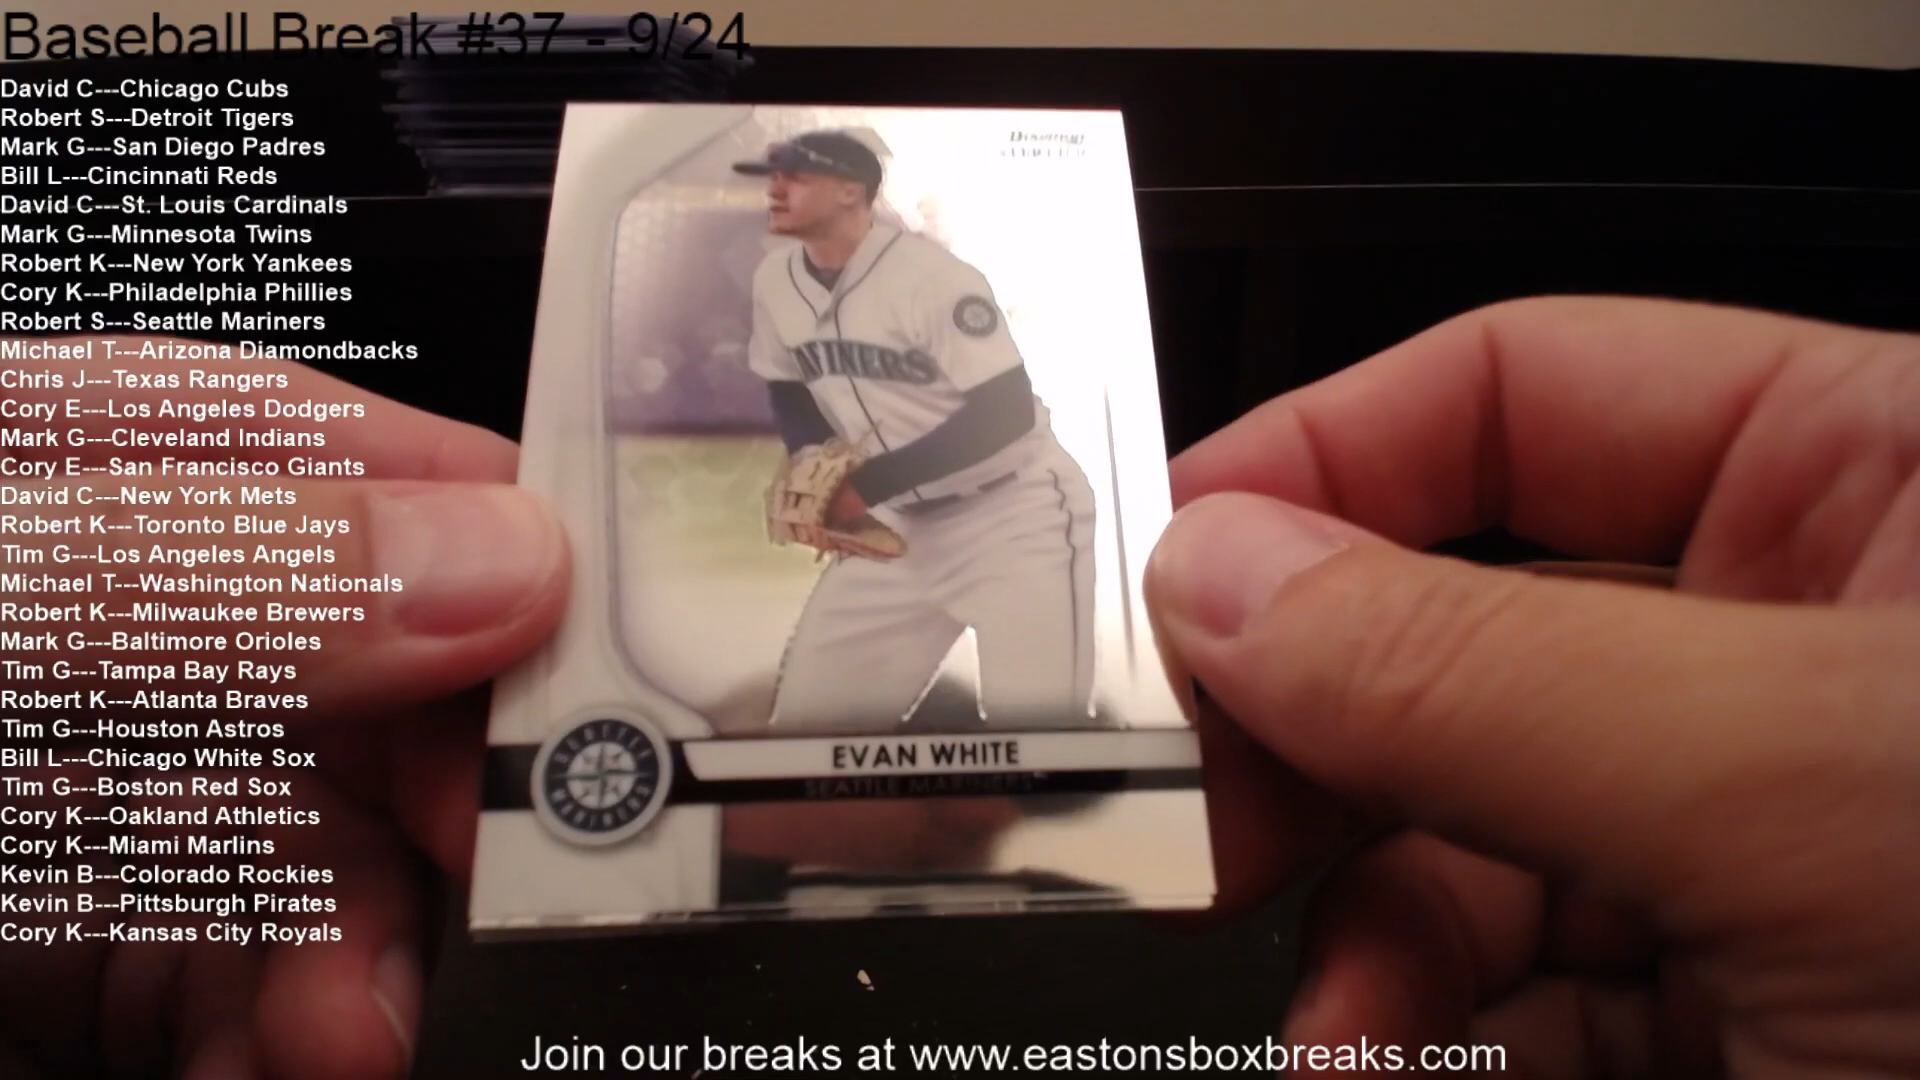 Baseball Break #37 - 9/24
David C---Chicago Cubs
Robert S---Detroit Tigers
Mark G---San Diego Padres
Bill L---Cincinnati Reds
David C---St. Louis Cardinals
Mark G---Minnesota Twins
Robert K---New York Yankees
Cory K---Philadelphia Phillies
Robert S---Seattle Mariners
Michael T---Arizona Diamondbacks
Chris J---Texas Rangers
Cory E---Los Angeles Dodgers
Mark G---Cleveland Indians
Cory E---San Francisco Giants
David C---New York Mets
Robert K---Toronto Blue Jays
Tim G---Los Angeles Angels
Michael T---Washington Nationals
Robert K---Milwaukee Brewers
Mark G---Baltimore Orioles
Tim G---Tampa Bay Rays
Robert K---Atlanta Braves
Tim G---Houston Astros
Bill L---Chicago White Sox
Tim G---Boston Red Sox
Cory K---Oakland Athletics
Cory K---Miami Marlins
Kevin B---Colorado Rockies
Kevin B---Pittsburgh Pirates
Cory K---Kansas City Royals
Bowman
STERLING
MARINERS
EVAN WHITE
SEATTLE MARINERS
SEATTLE
MARINERS
Join our breaks at www.eastonsboxbreaks.com